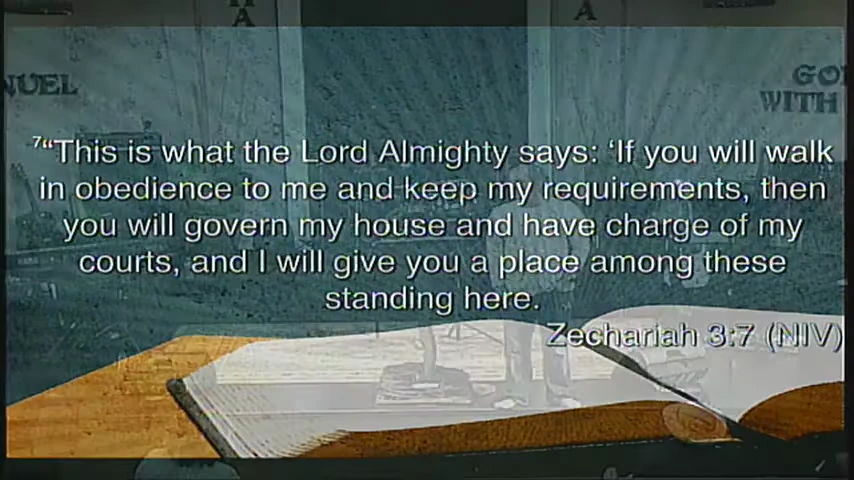 H
A
A
NUEL
GO
WITH
⁷“This is what the Lord Almighty says: ‘If you will walk
in obedience to me and keep my requirements, then
you will govern my house and have charge of my
courts, and I will give you a place among these
standing here.
Zechariah 3:7 (NIV)